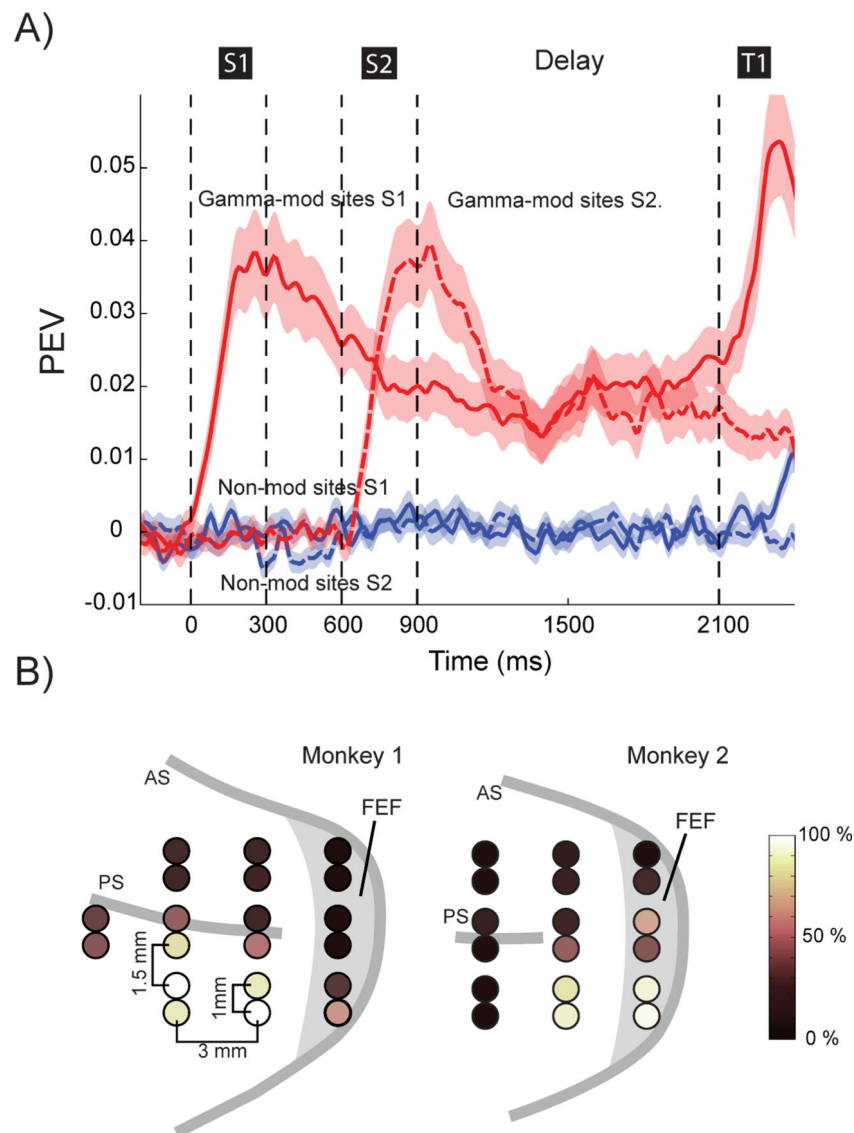 A)
S1 S2 Delay T1
0.05
Gamma-mod sites S1 Gamma-mod sites S2.
0.04
0.03
PEV
0.02
0.01
Non-mod sites S1
0
Non-mod sites S2
-0.01
0 300 600 900 1500 2100
Time (ms)
B)
Monkey 1 Monkey 2
AS AS
FEF FEF
100 %
PS PS
50 %
1.5 mm
1mm
0 %
3 mm